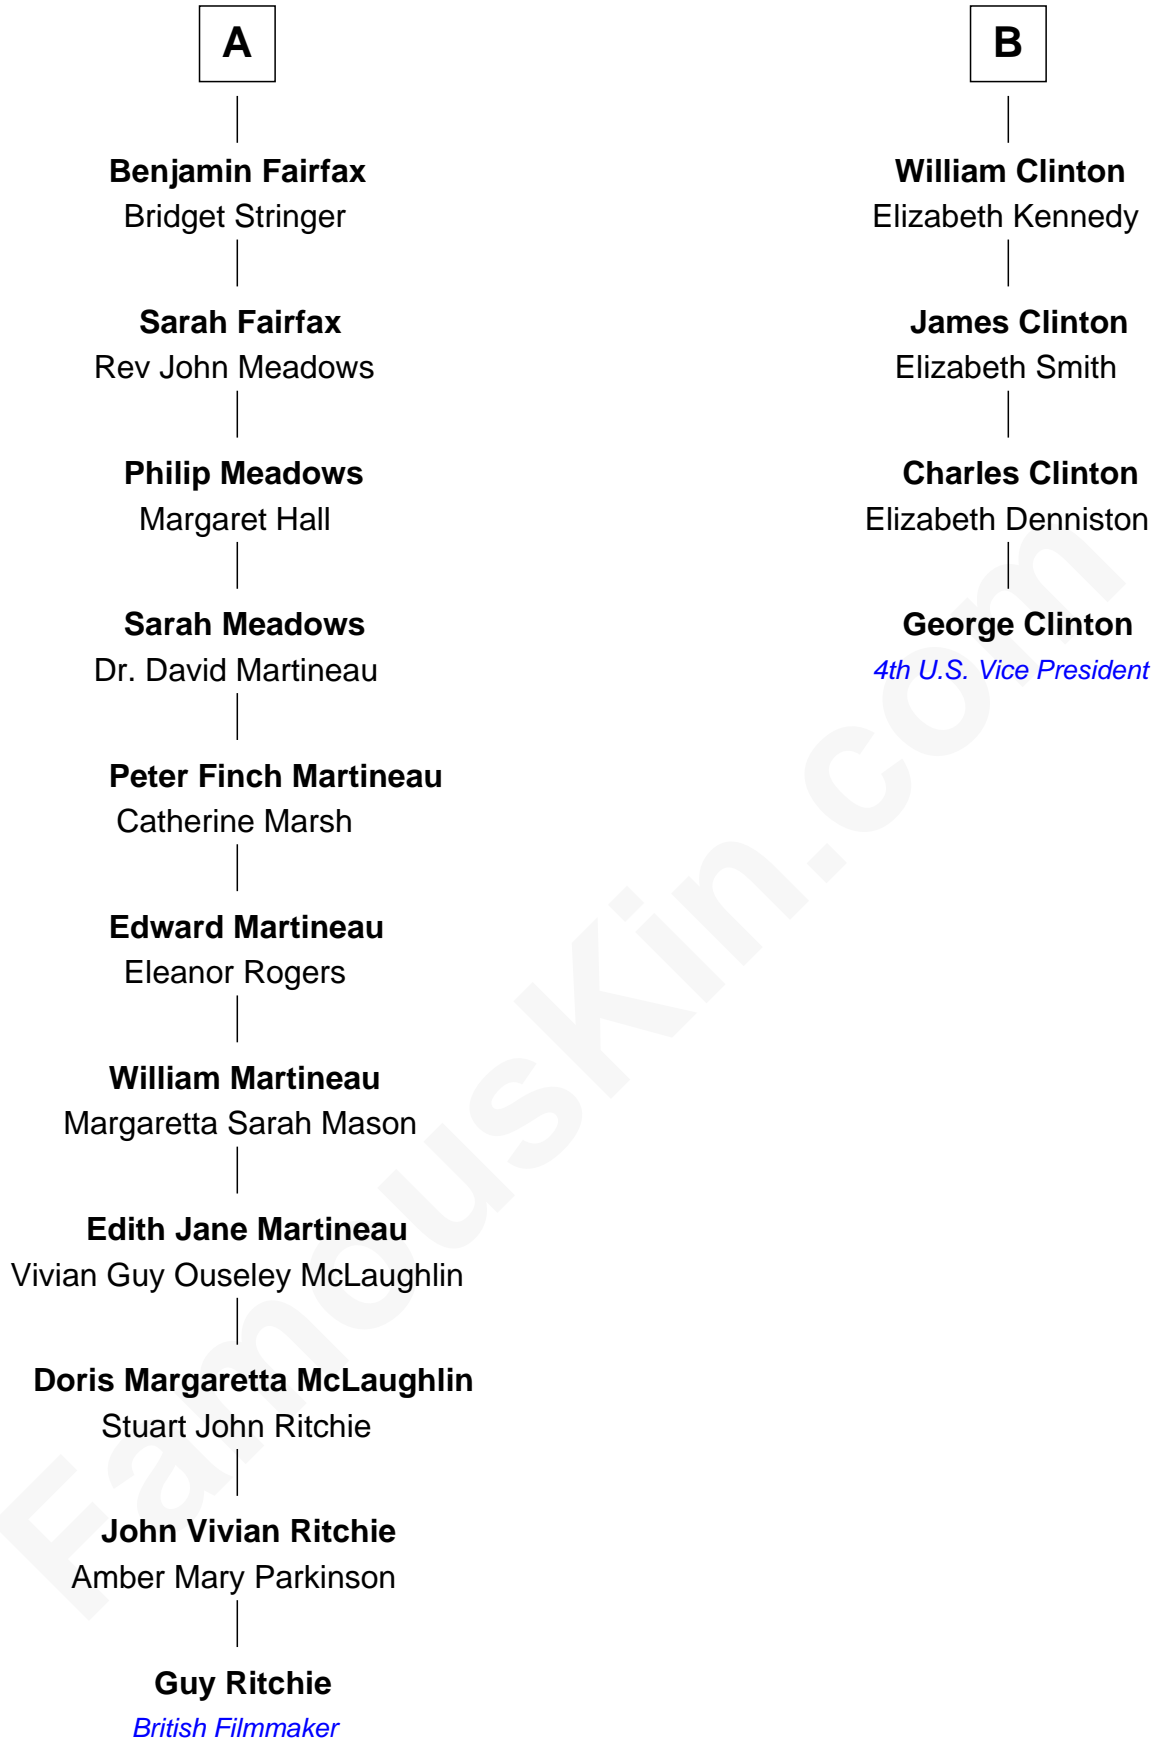 A
Benjamin Fairfax
Bridget Stringer
Sarah Fairfax
Rev John Meadows
Philip Meadows
Margaret Hall
Sarah Meadows
Dr. David Martineau
Peter Finch Martineau
Catherine Marsh
Edward Martineau
Eleanor Rogers
William Martineau
Margaretta Sarah Mason
Edith Jane Martineau
Vivian Guy Ouseley McLaughlin
Doris Margaretta McLaughlin
Stuart John Ritchie
John Vivian Ritchie
Amber Mary Parkinson
Guy Ritchie
British Filmmaker
B
William Clinton
Elizabeth Kennedy
James Clinton
Elizabeth Smith
Charles Clinton
Elizabeth Denniston
George Clinton
4th U.S. Vice President
FamousKin.com